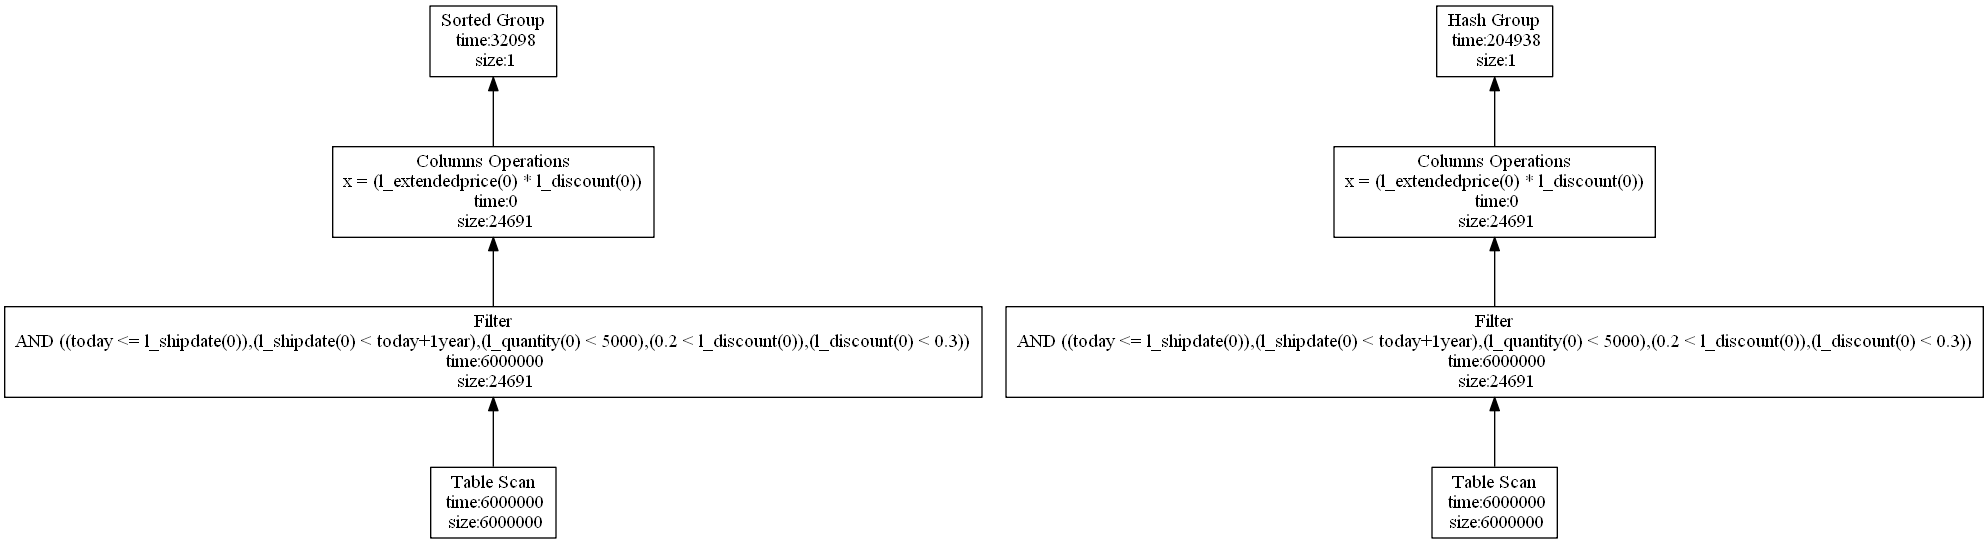 Sorted Group
time:32098
size:1
Columns Operations
x = (l_extendedprice(0) * l_discount(0))
time:0
size:24691
Filter
AND ((today <= l_shipdate(0)),(l_shipdate(0) < today+1year),(l_quantity(0) < 5000),(0.2 < l_discount(0)),(l_discount(0) < 0.3))
time:6000000
size:24691
Table Scan
time:6000000
size:6000000
Hash Group
time:204938
size:1
Columns Operations
x = (l_extendedprice(0) * l_discount(0))
time:0
size:24691
Filter
AND ((today <= l_shipdate(0)),(l_shipdate(0) < today+1year),(l_quantity(0) < 5000),(0.2 < l_discount(0)),(l_discount(0) < 0.3))
time:6000000
size:24691
Table Scan
time:6000000
size:6000000